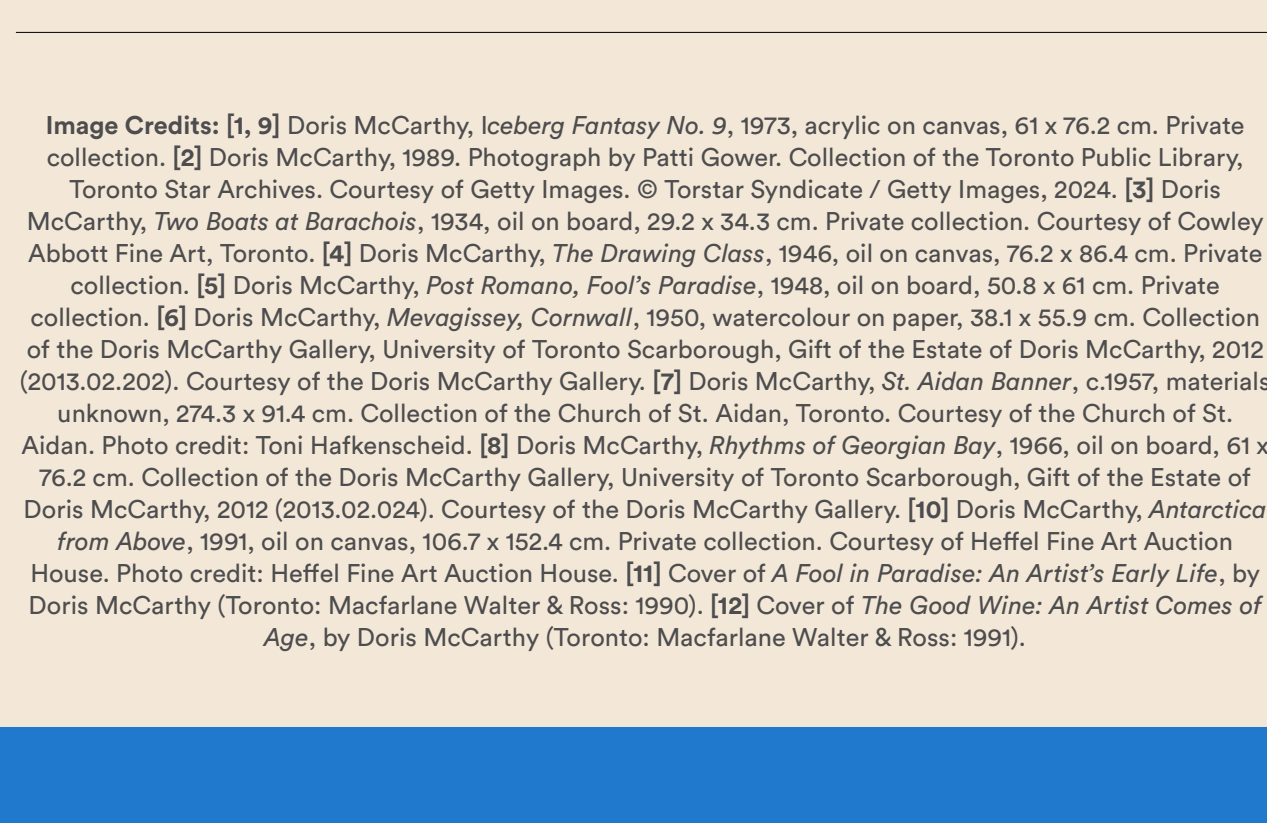 Image Credits: [1, 9] Doris McCarthy, Iceberg Fantasy No. 9, 1973, acrylic on canvas, 61 x 76.2 cm. Private
collection. [2] Doris McCarthy, 1989. Photograph by Patti Gower. Collection of the Toronto Public Library,
Toronto Star Archives. Courtesy of Getty Images. © Torstar Syndicate / Getty Images, 2024. [3] Doris
McCarthy, Two Boats at Barachois, 1934, oil on board, 29.2 x 34.3 cm. Private collection. Courtesy of Cowley
Abbott Fine Art, Toronto. [4] Doris McCarthy, The Drawing Class, 1946, oil on canvas, 76.2 x 86.4 cm. Private
collection. [5] Doris McCarthy, Post Romano, Fool’s Paradise, 1948, oil on board, 50.8 x 61 cm. Private
collection. [6] Doris McCarthy, Mevagissey, Cornwall, 1950, watercolour on paper, 38.1 x 55.9 cm. Collection
of the Doris McCarthy Gallery, University of Toronto Scarborough, Gift of the Estate of Doris McCarthy, 2012
(2013.02.202). Courtesy of the Doris McCarthy Gallery. [7] Doris McCarthy, St. Aidan Banner, c.1957, materials
unknown, 274.3 x 91.4 cm. Collection of the Church of St. Aidan, Toronto. Courtesy of the Church of St.
Aidan. Photo credit: Toni Hafkenscheid. [8] Doris McCarthy, Rhythms of Georgian Bay, 1966, oil on board, 61 x
76.2 cm. Collection of the Doris McCarthy Gallery, University of Toronto Scarborough, Gift of the Estate of
Doris McCarthy, 2012 (2013.02.024). Courtesy of the Doris McCarthy Gallery. [10] Doris McCarthy, Antarctica
from Above, 1991, oil on canvas, 106.7 x 152.4 cm. Private collection. Courtesy of Heffel Fine Art Auction
House. Photo credit: Heffel Fine Art Auction House. [11] Cover of A Fool in Paradise: An Artist’s Early Life, by
Doris McCarthy (Toronto: Macfarlane Walter & Ross: 1990). [12] Cover of The Good Wine: An Artist Comes of
Age, by Doris McCarthy (Toronto: Macfarlane Walter & Ross: 1991).